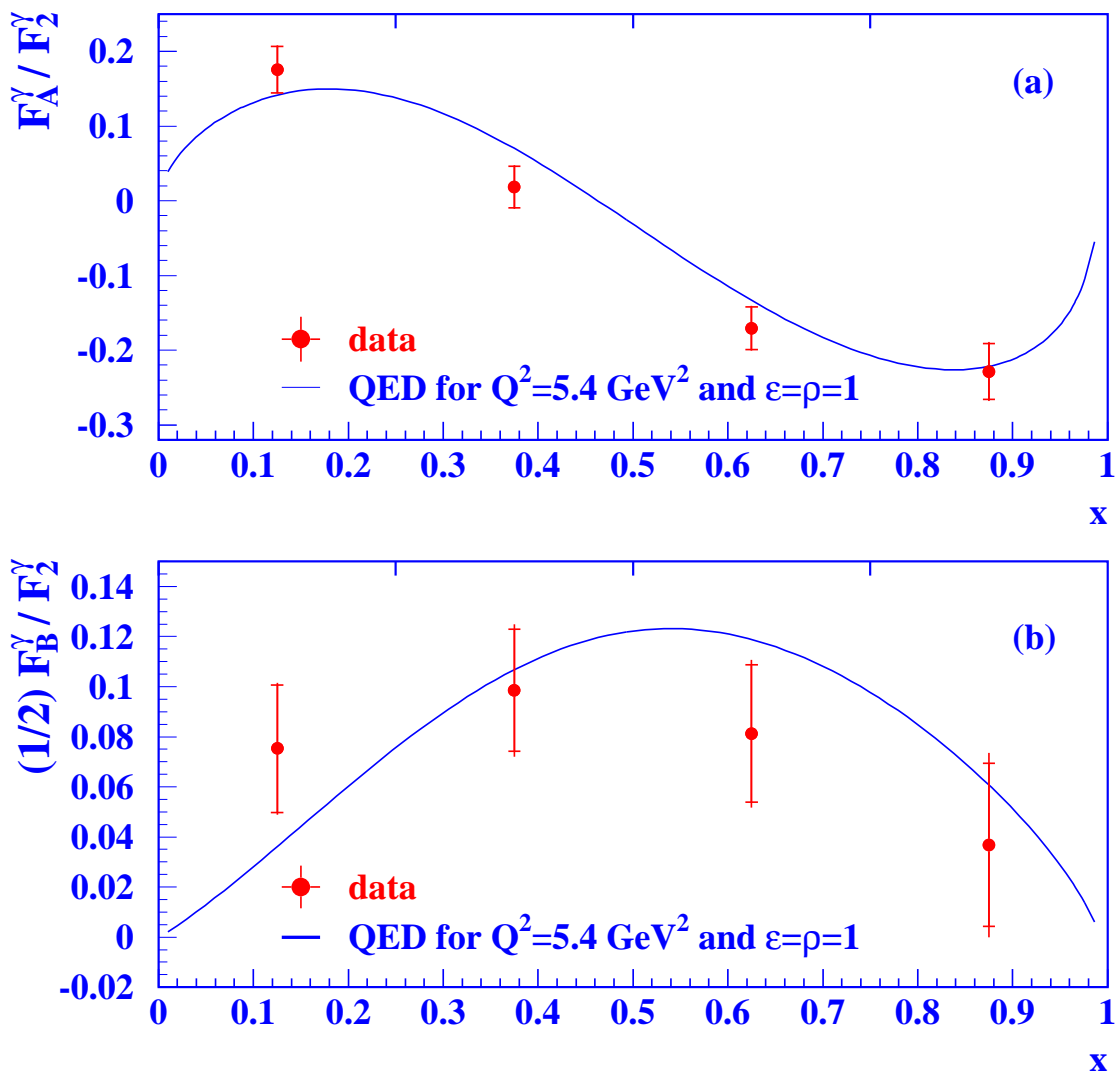 F_A^γ / F_2^γ
(a)
0.2
0.1
0
-0.1
-0.2
-0.3
data
QED for Q^2=5.4 GeV^2 and ε=ρ=1
0 0.1 0.2 0.3 0.4 0.5 0.6 0.7 0.8 0.9 1
x
(1/2) F_B^γ / F_2^γ
(b)
0.14
0.12
0.1
0.08
0.06
0.04
0.02
0
-0.02
data
QED for Q^2=5.4 GeV^2 and ε=ρ=1
0 0.1 0.2 0.3 0.4 0.5 0.6 0.7 0.8 0.9 1
x